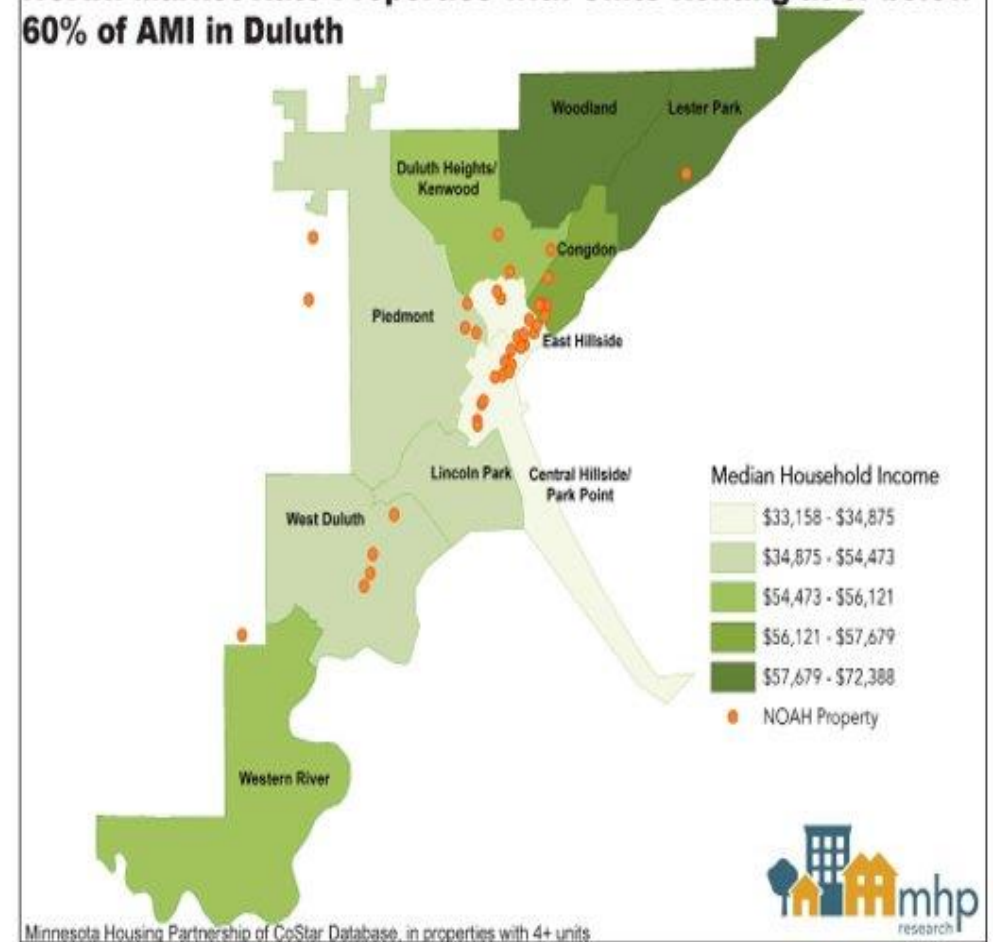 60% of AMI in Duluth
Woodland
Lester Park
Duluth Heights/
Kenwood
Congdon
Piedmont
East Hillside
Lincoln Park
Central Hillside/
Park Point
West Duluth
Western River
Median Household Income
$33,158 - $34,875
$34,875 - $54,473
$54,473 - $56,121
$56,121 - $57,679
$57,679 - $72,388
NOAH Property
mhp
research
Minnesota Housing Partnership of CoStar Database, in properties with 4+ units